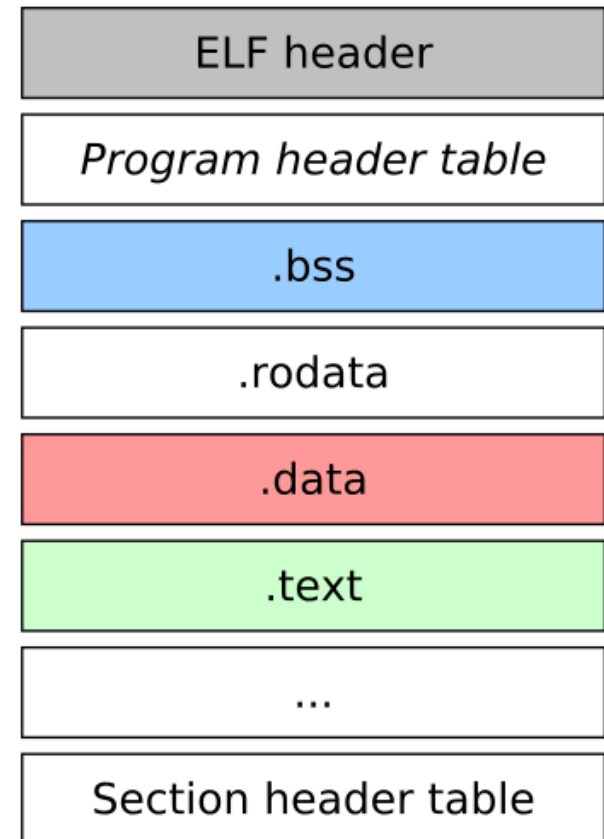 ELF header
Program header table
.bss
.rodata
.data
.text
...
Section header table